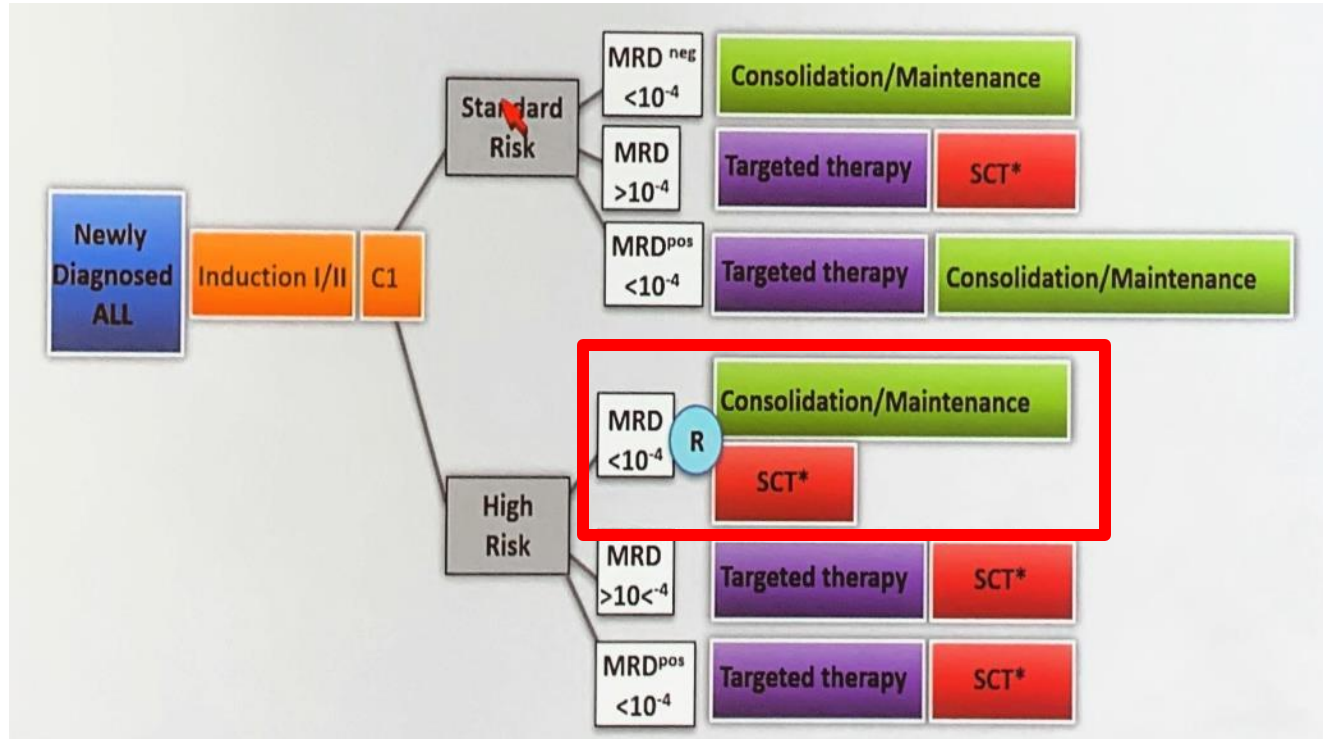 Newly
Diagnosed
ALL
Induction I/II
C1
Standard
Risk
MRD neg
<10-4
Consolidation/Maintenance
MRD
>10-4
Targeted therapy
SCT*
MRDpos
<10-4
Targeted therapy
Consolidation/Maintenance
High
Risk
MRD
<10-4
R
Consolidation/Maintenance
SCT*
MRD
>10<-4
Targeted therapy
SCT*
MRDpos
<10-4
Targeted therapy
SCT*